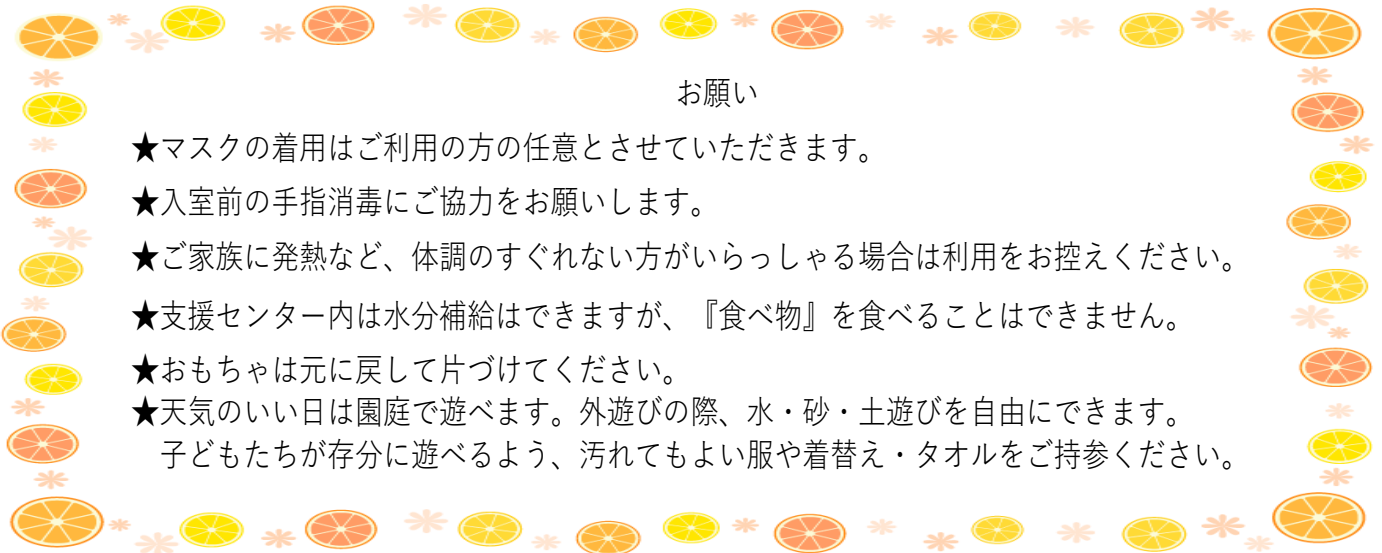 お願い
★マスクの着用はご利用の方の任意とさせていただきます。
★入室前の手指消毒にご協力をお願いします。
★ご家族に発熱など、体調のすぐれない方がいらっしゃる場合は利用をお控えください。
★支援センター内は水分補給はできますが、『食べ物』を食べることはできません。
★おもちゃは元に戻して片づけてください。
★天気のいい日は園庭で遊べます。外遊びの際、水・砂・土遊びを自由にできます。
子どもたちが存分に遊べるよう、汚れてもよい服や着替え・タオルをご持参ください。